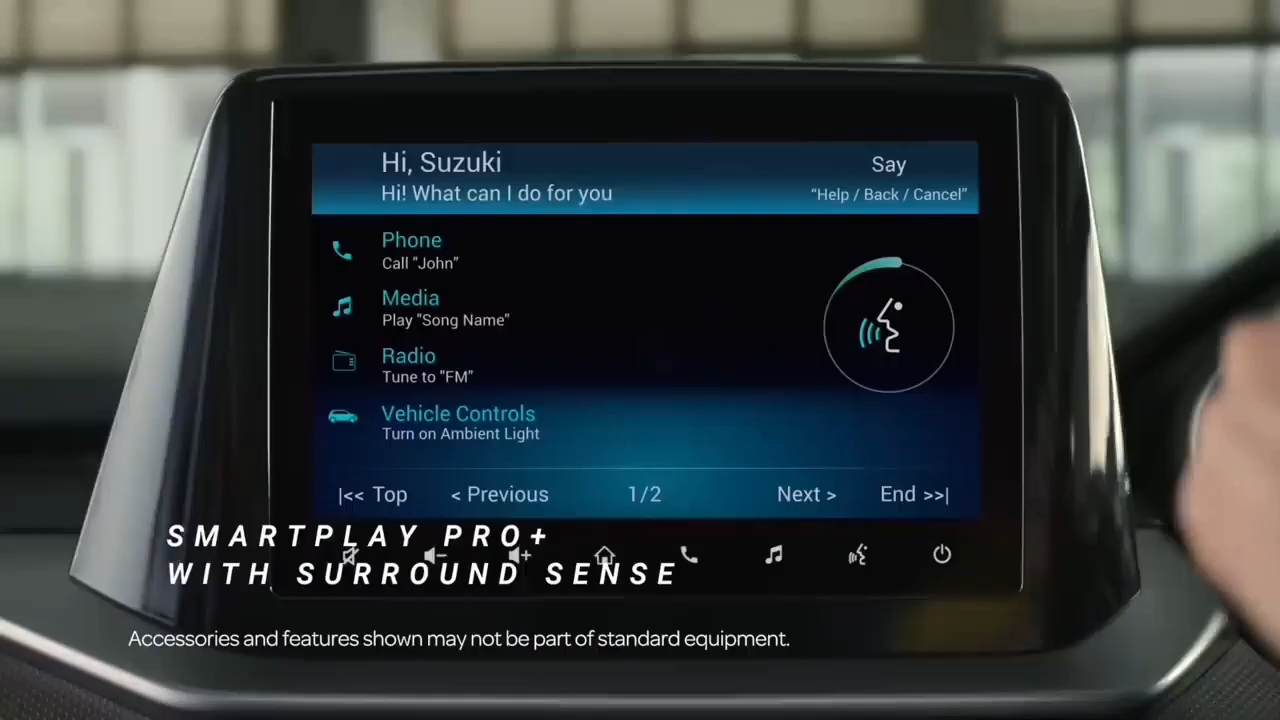 Hi, Suzuki
Say
Hi! What can I do for you
“Help / Back / Cancel”
Phone
Call "John"
Media
Play "Song Name"
Radio
Tune to "FM"
Vehicle Controls
Turn on Ambient Light
|<< Top < Previous 1/2 Next > End >>|
SMARTPLAY PRO+
WITH SURROUND SENSE
Accessories and features shown may not be part of standard equipment.